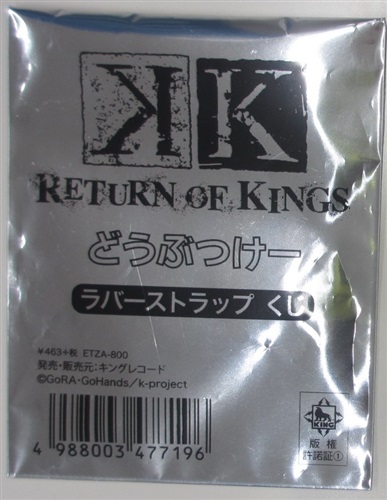 K K
RETURN OF KINGS
どうぶつけー
ラバーストラップ くじ
¥463+税 ETZA-800
発売・販売元:キングレコード
©GoRA・GoHands/k-project
4 988003 477196
KING
版権
許諾証①